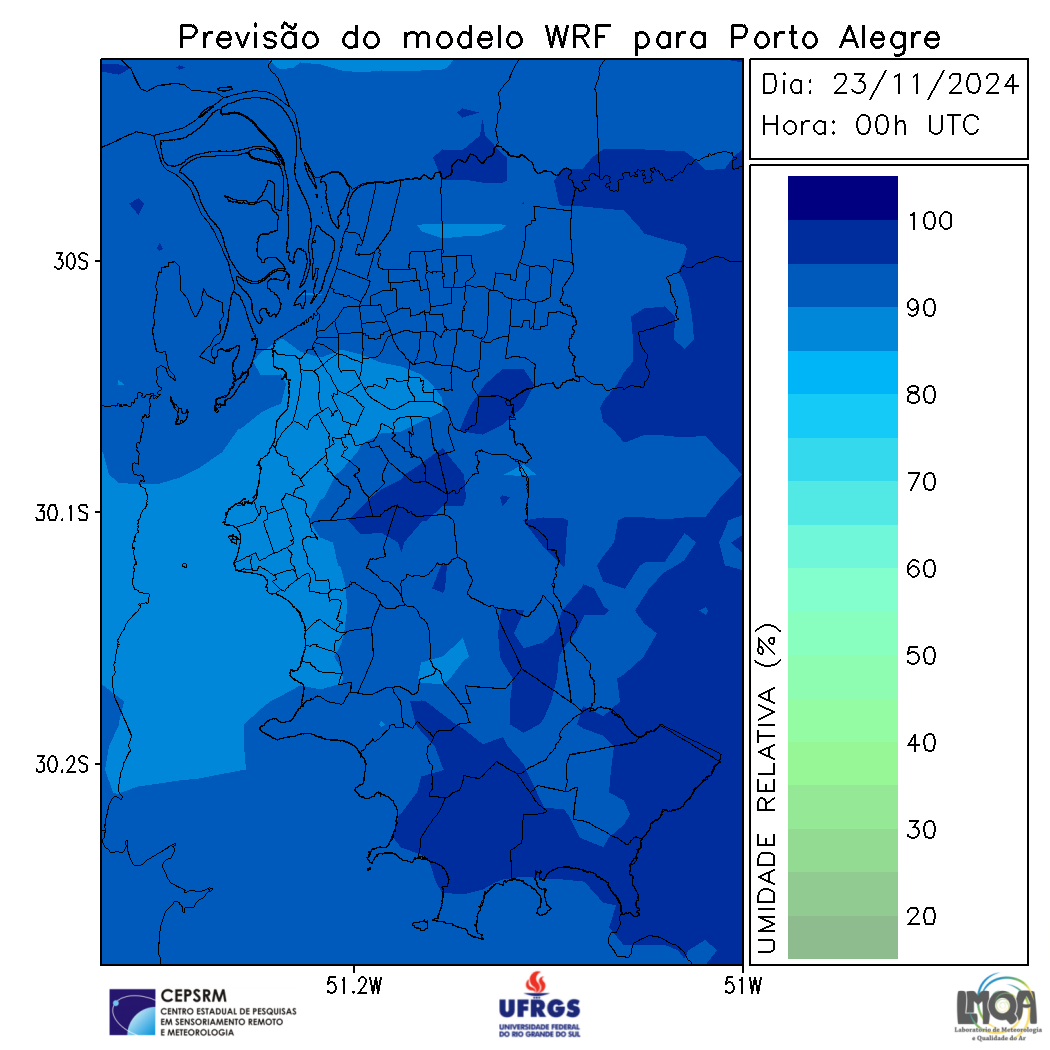 Previsão do modelo WRF para Porto Alegre
Dia: 23/11/2024
Hora: 00h UTC
100
90
80
70
60
50
40
30
20
UMIDADE RELATIVA (%)
30S
30.1S
30.2S
51.2W
51W
CEPSRM
CENTRO ESTADUAL DE PESQUISAS
EM SENSORIAMENTO REMOTO
E METEOROLOGIA
UFRGS
UNIVERSIDADE FEDERAL
DO RIO GRANDE DO SUL
LMQA
Laboratório de Meteorologia
e Qualidade do Ar